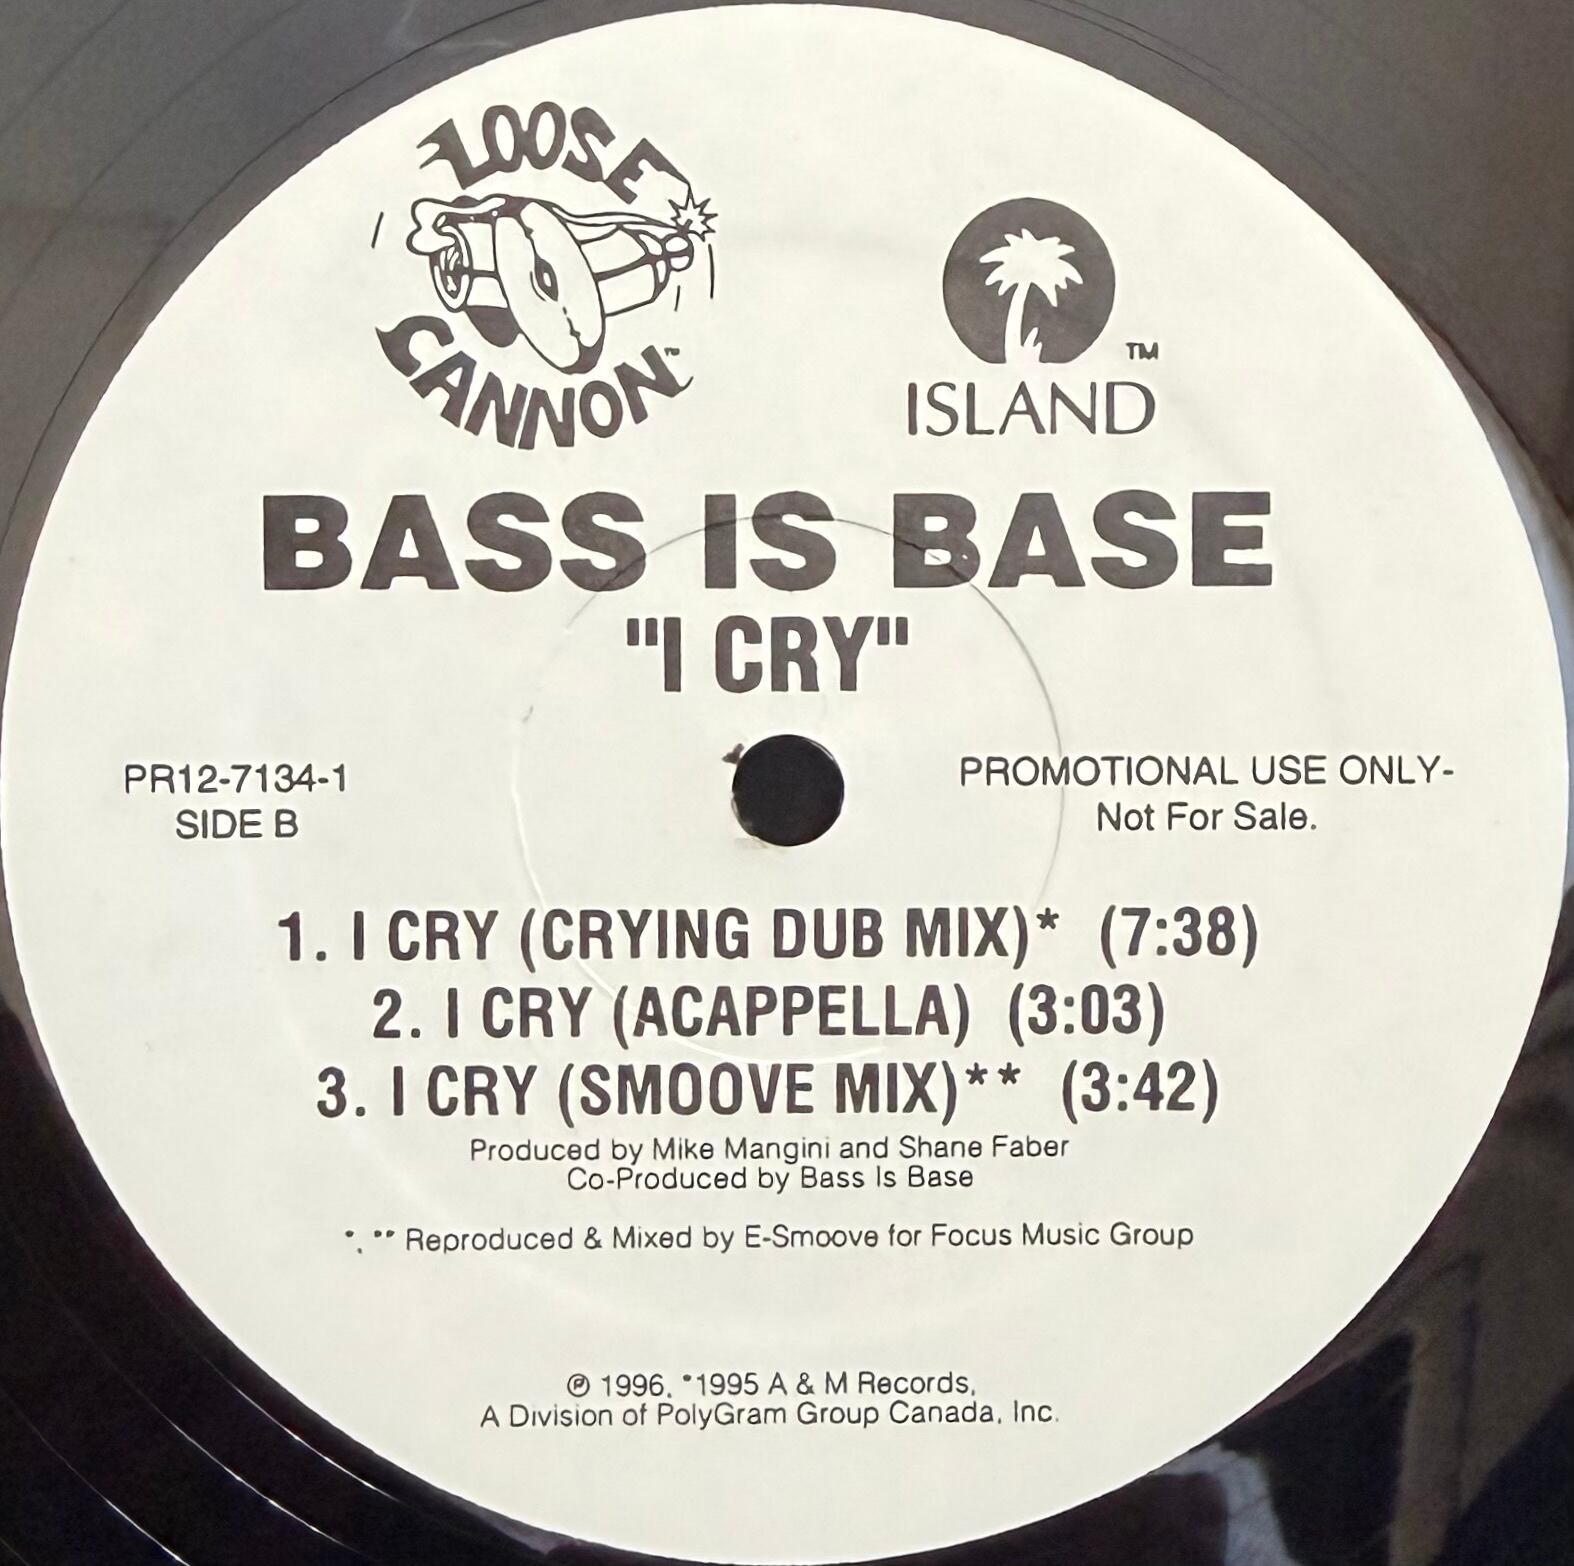 LOOSE
CANNON™
TM
ISLAND
BASS IS BASE
"I CRY"
PR12-7134-1
SIDE B
PROMOTIONAL USE ONLY-
Not For Sale.
1. I CRY (CRYING DUB MIX)* (7:38)
2. I CRY (ACAPPELLA) (3:03)
3. I CRY (SMOOVE MIX)** (3:42)
Produced by Mike Mangini and Shane Faber
Co-Produced by Bass Is Base
*, ** Reproduced & Mixed by E-Smoove for Focus Music Group
℗ 1996, *1995 A & M Records,
A Division of PolyGram Group Canada, Inc.